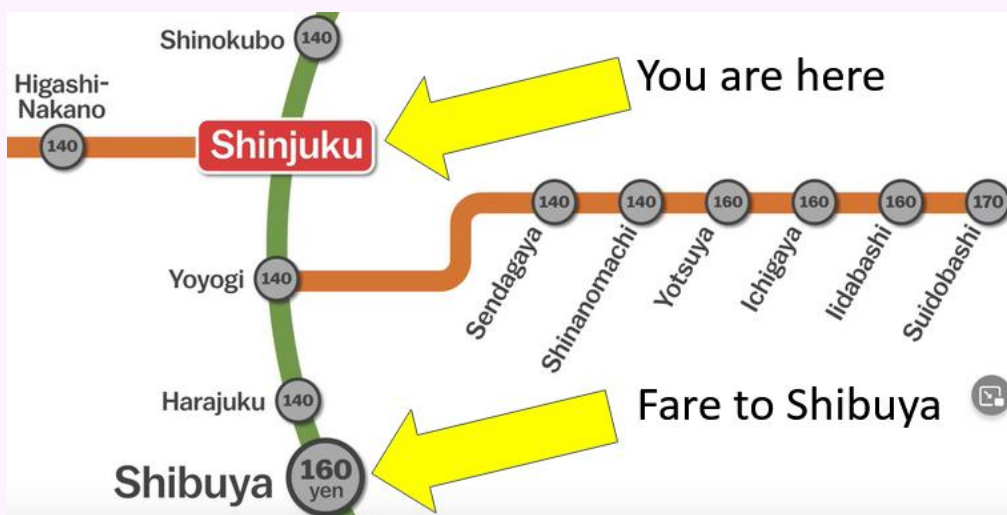 Shinokubo
140
You are here
Higashi-
Nakano
140
Shinjuku
140
140
160
160
160
170
Sendagaya
Shinanomachi
Yotsuya
Ichigaya
Iidabashi
Suidobashi
Yoyogi
140
Harajuku
140
Fare to Shibuya
Shibuya
160
yen